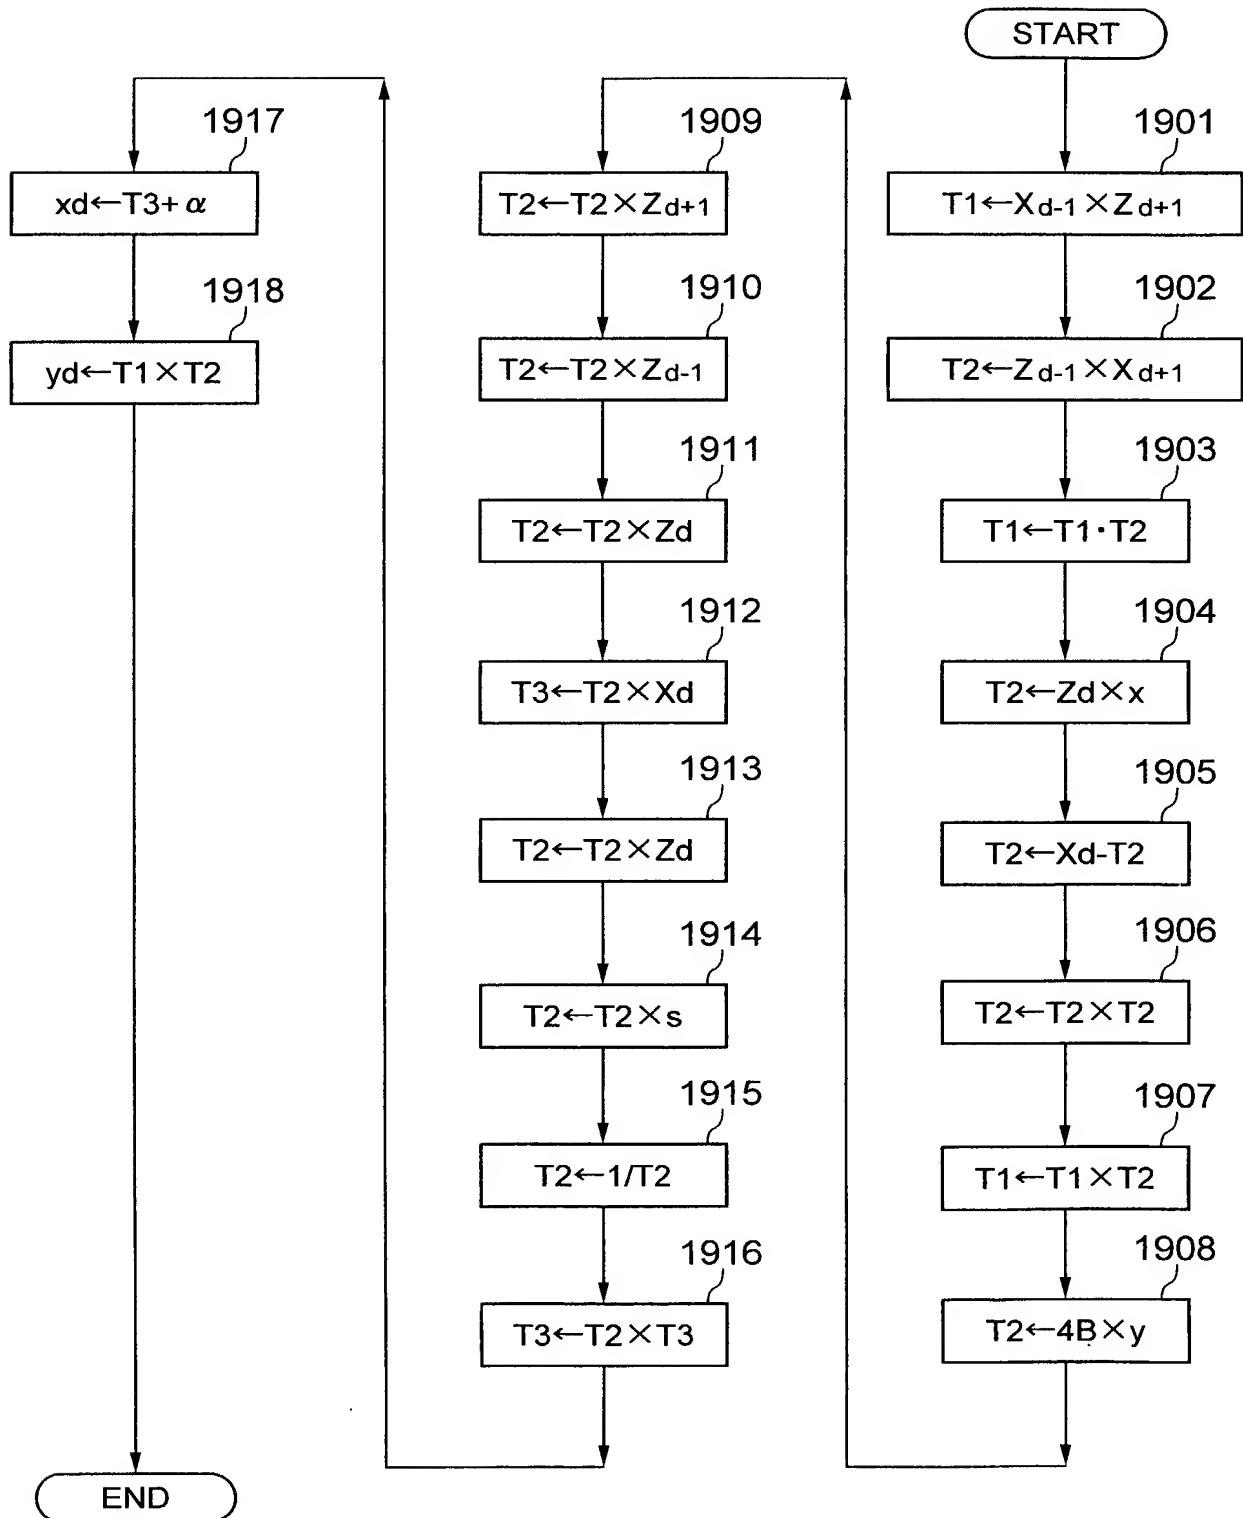 START
1901
T1←Xd-1×Zd+1
1902
T2←Zd-1×Xd+1
1903
T1←T1・T2
1904
T2←Zd×x
1905
T2←Xd-T2
1906
T2←T2×T2
1907
T1←T1×T2
1908
T2←4B×y
1909
T2←T2×Zd+1
1910
T2←T2×Zd-1
1911
T2←T2×Zd
1912
T3←T2×Xd
1913
T2←T2×Zd
1914
T2←T2×s
1915
T2←1/T2
1916
T3←T2×T3
1917
xd←T3+α
1918
yd←T1×T2
END